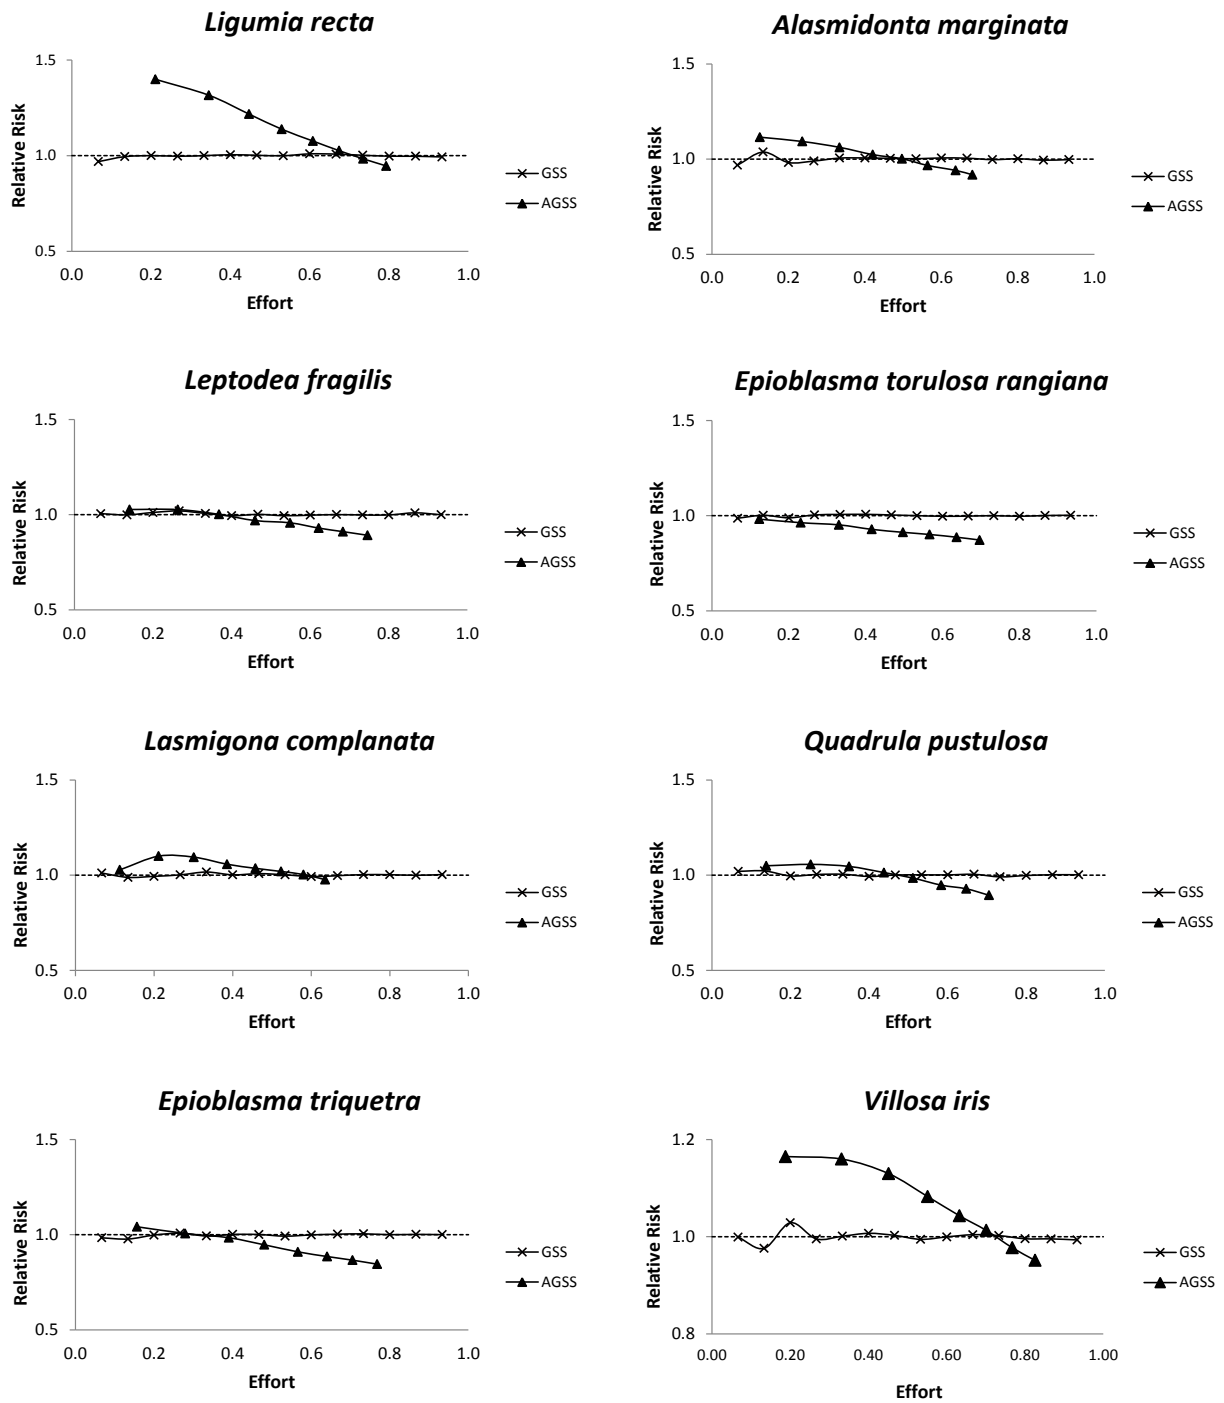 Ligumia recta
1.5
1.0
0.5
Relative Risk
0.0 0.2 0.4 0.6 0.8 1.0
Effort
GSS
AGSS
Alasmidonta marginata
1.5
1.0
0.5
Relative Risk
0.0 0.2 0.4 0.6 0.8 1.0
Effort
GSS
AGSS
Leptodea fragilis
1.5
1.0
0.5
Relative Risk
0.0 0.2 0.4 0.6 0.8 1.0
Effort
GSS
AGSS
Epioblasma torulosa rangiana
1.5
1.0
0.5
Relative Risk
0.0 0.2 0.4 0.6 0.8 1.0
Effort
GSS
AGSS
Lasmigona complanata
1.5
1.0
0.5
Relative Risk
0.0 0.2 0.4 0.6 0.8 1.0
Effort
GSS
AGSS
Quadrula pustulosa
1.5
1.0
0.5
Relative Risk
0.0 0.2 0.4 0.6 0.8 1.0
Effort
GSS
AGSS
Epioblasma triquetra
1.5
1.0
0.5
Relative Risk
0.0 0.2 0.4 0.6 0.8 1.0
Effort
GSS
AGSS
Villosa iris
1.2
1.0
0.8
Relative Risk
0.00 0.20 0.40 0.60 0.80 1.00
Effort
GSS
AGSS